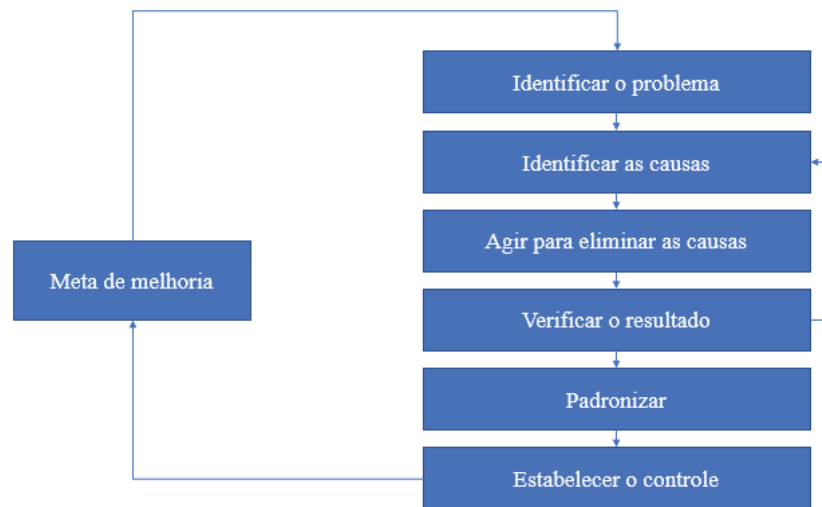 Identificar o problema
Identificar as causas
Agir para eliminar as causas
Meta de melhoria
Verificar o resultado
Padronizar
Estabelecer o controle